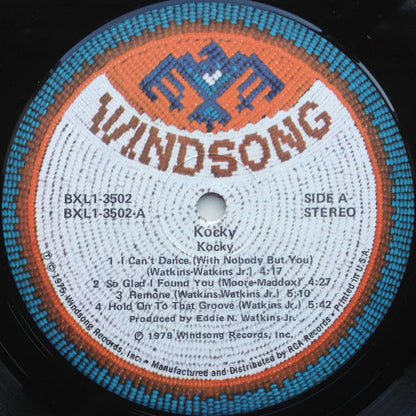 WINDSONG
BXL1-3502
BXL1-3502-A
SIDE A
STEREO
Kocky
Kocky
1 I Can't Dance (With Nobody But You)
(Watkins-Watkins Jr.) 4:17
2 So Glad I Found You (Moore-Maddox) 4:27
3 Remone (Watkins-Watkins Jr.) 5:10
4 Hold On To That Groove (Watkins Jr.) 5:42
Produced by Eddie N. Watkins Jr.
℗ 1979 Windsong Records, Inc.
TM © 1975 Windsong Records, Inc. • Manufactured and Distributed by RCA Records • Printed in U.S.A.